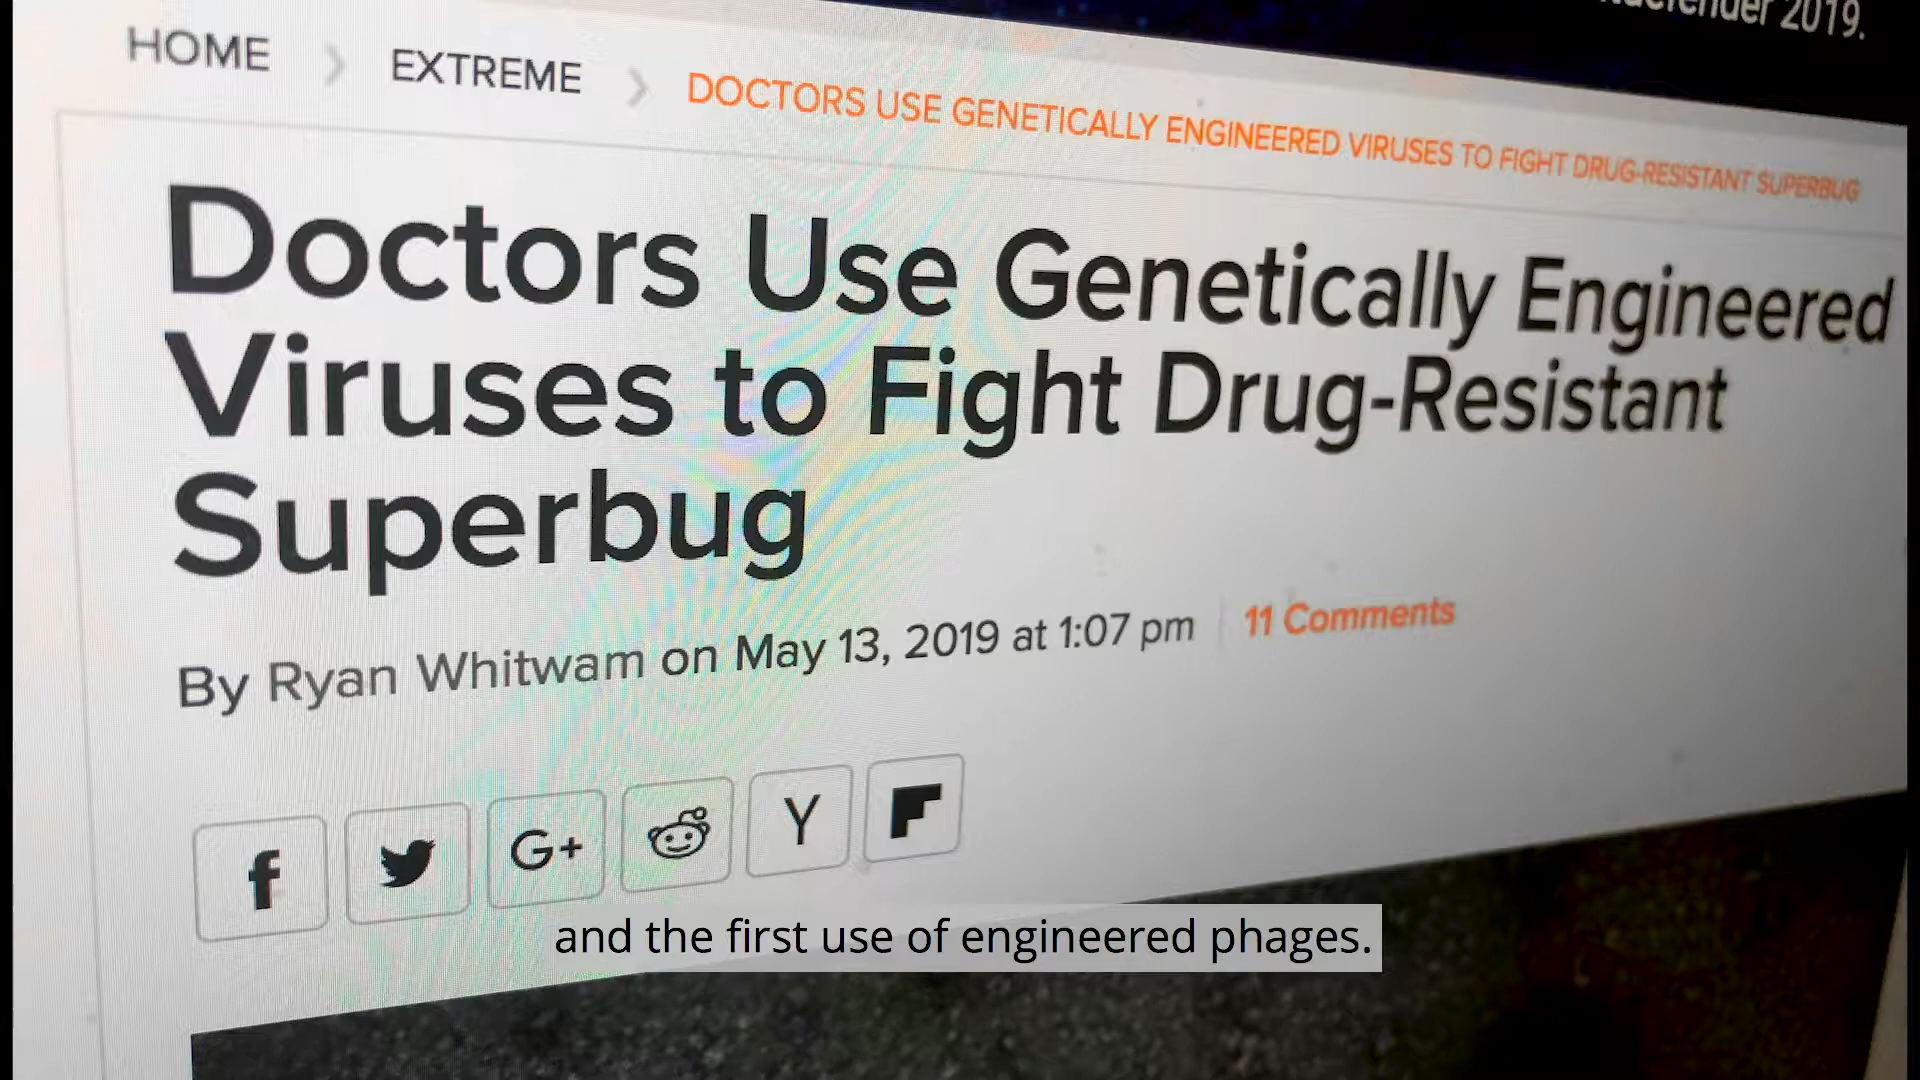 2019.
HOME > EXTREME > DOCTORS USE GENETICALLY ENGINEERED VIRUSES TO FIGHT DRUG-RESISTANT SUPERBUG
Doctors Use Genetically Engineered
Viruses to Fight Drug-Resistant
Superbug
By Ryan Whitwam on May 13, 2019 at 1:07 pm | 11 Comments
f G+ Y
and the first use of engineered phages.